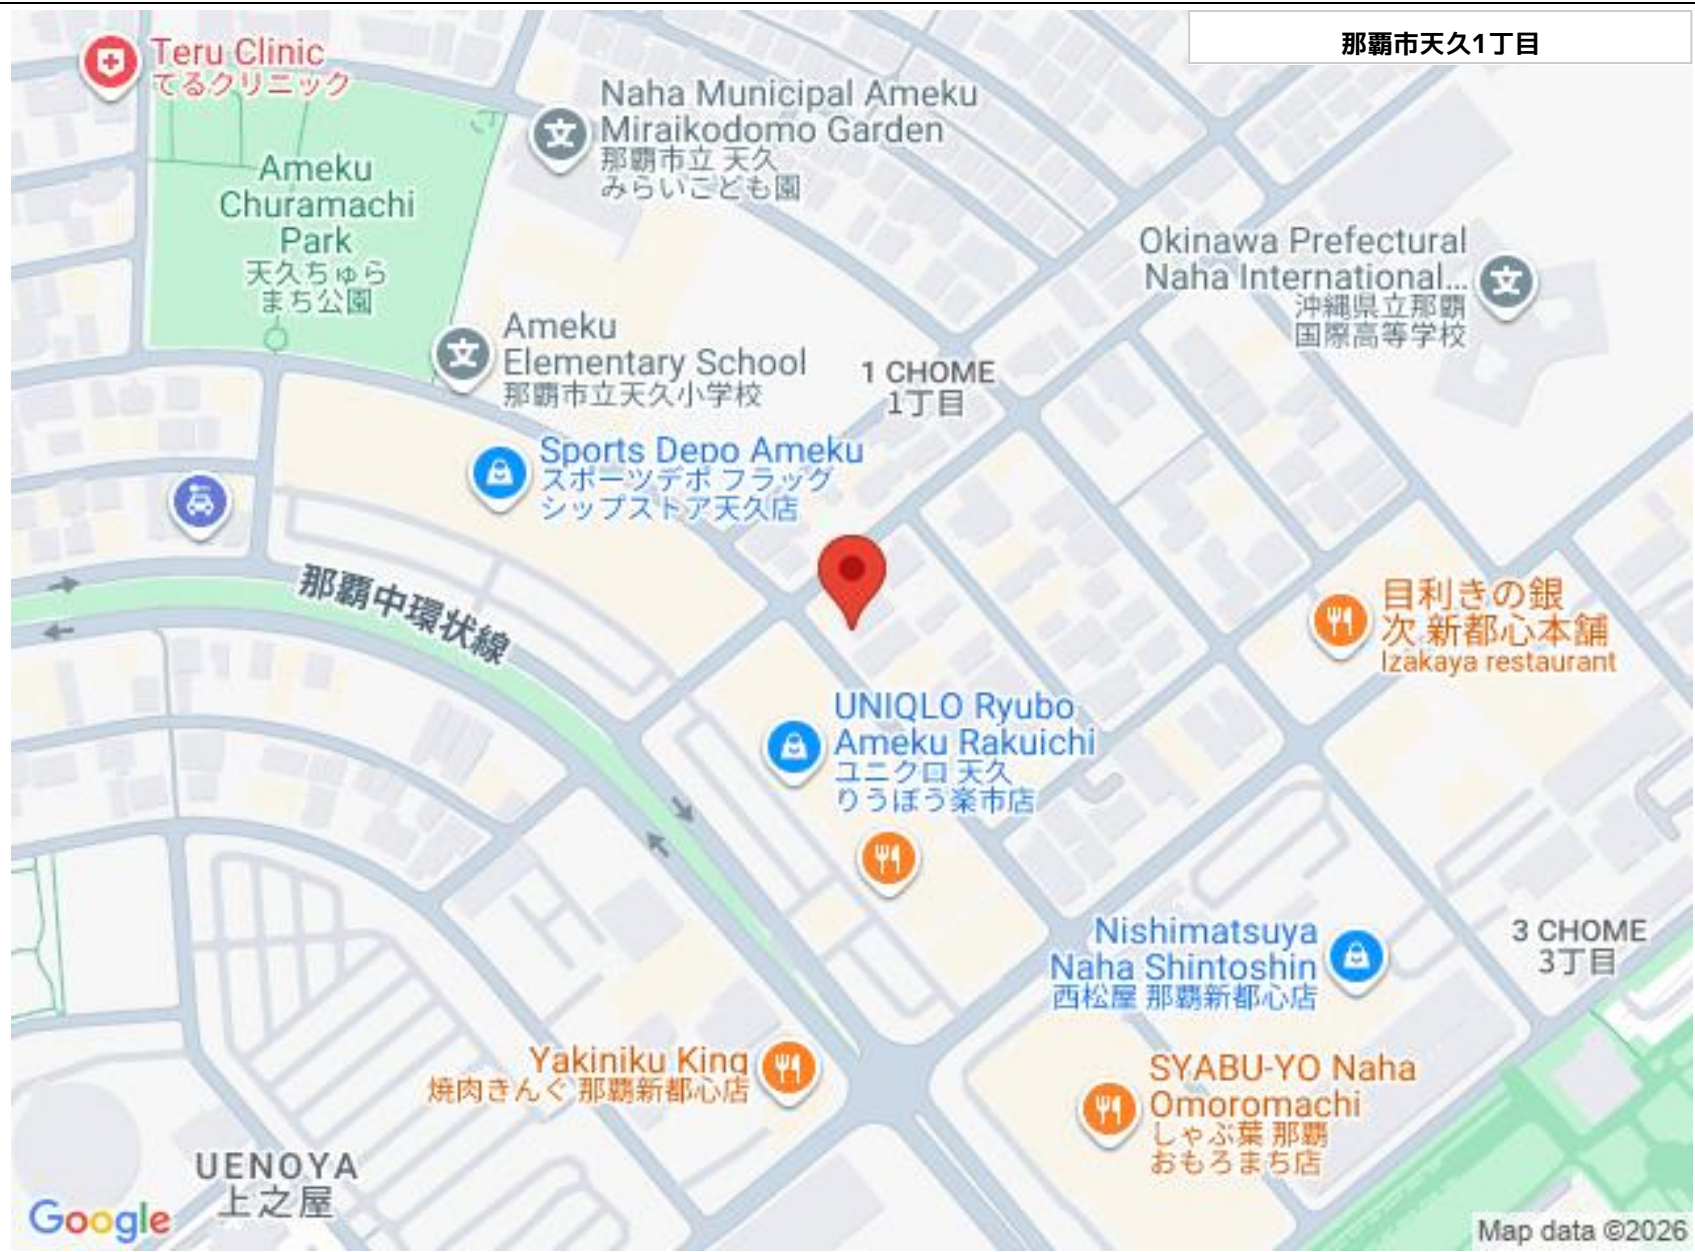 那覇市天久1丁目
Teru Clinic
てるクリニック
Naha Municipal Ameku
Miraikodomo Garden
那覇市立 天久
みらいこども園
Ameku
Churamachi
Park
天久ちゅら
まち公園
Okinawa Prefectural
Naha International...
沖縄県立那覇
国際高等学校
Ameku
Elementary School
那覇市立天久小学校
1 CHOME
1丁目
Sports Depo Ameku
スポーツデポ フラッグ
シップストア天久店
那覇中環状線
目利きの銀
次 新都心本舗
Izakaya restaurant
UNIQLO Ryubo
Ameku Rakuichi
ユニクロ 天久
りうぼう楽市店
Nishimatsuya
Naha Shintoshin
西松屋 那覇新都心店
3 CHOME
3丁目
Yakiniku King
焼肉きんぐ 那覇新都心店
SYABU-YO Naha
Omoromachi
しゃぶ葉 那覇
おもろまち店
UENOYA
上之屋
Google
Map data ©2026